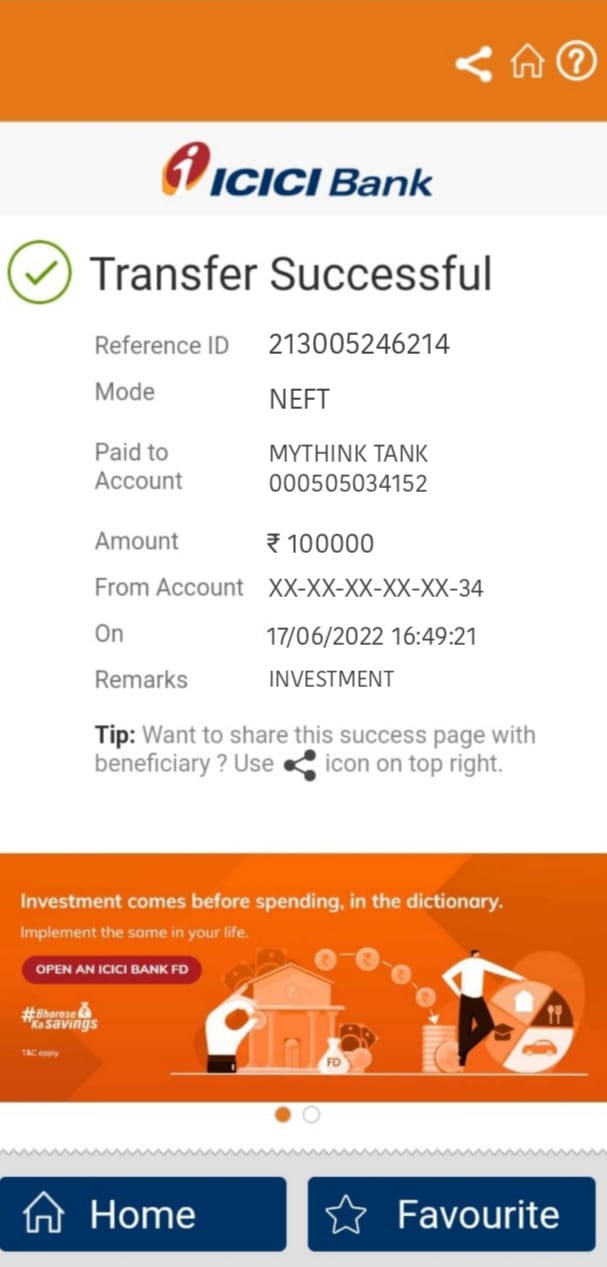 ?
i ICICI Bank
Transfer Successful
Reference ID 213005246214
Mode NEFT
Paid to MYTHINK TANK
Account 000505034152
Amount ₹ 100000
From Account XX-XX-XX-XX-XX-34
On 17/06/2022 16:49:21
Remarks INVESTMENT
Tip: Want to share this success page with
beneficiary ? Use icon on top right.
Investment comes before spending, in the dictionary.
Implement the same in your life.
OPEN AN ICICI BANK FD
#Bharose
Ka savings
T&C apply.
FD
Home Favourite